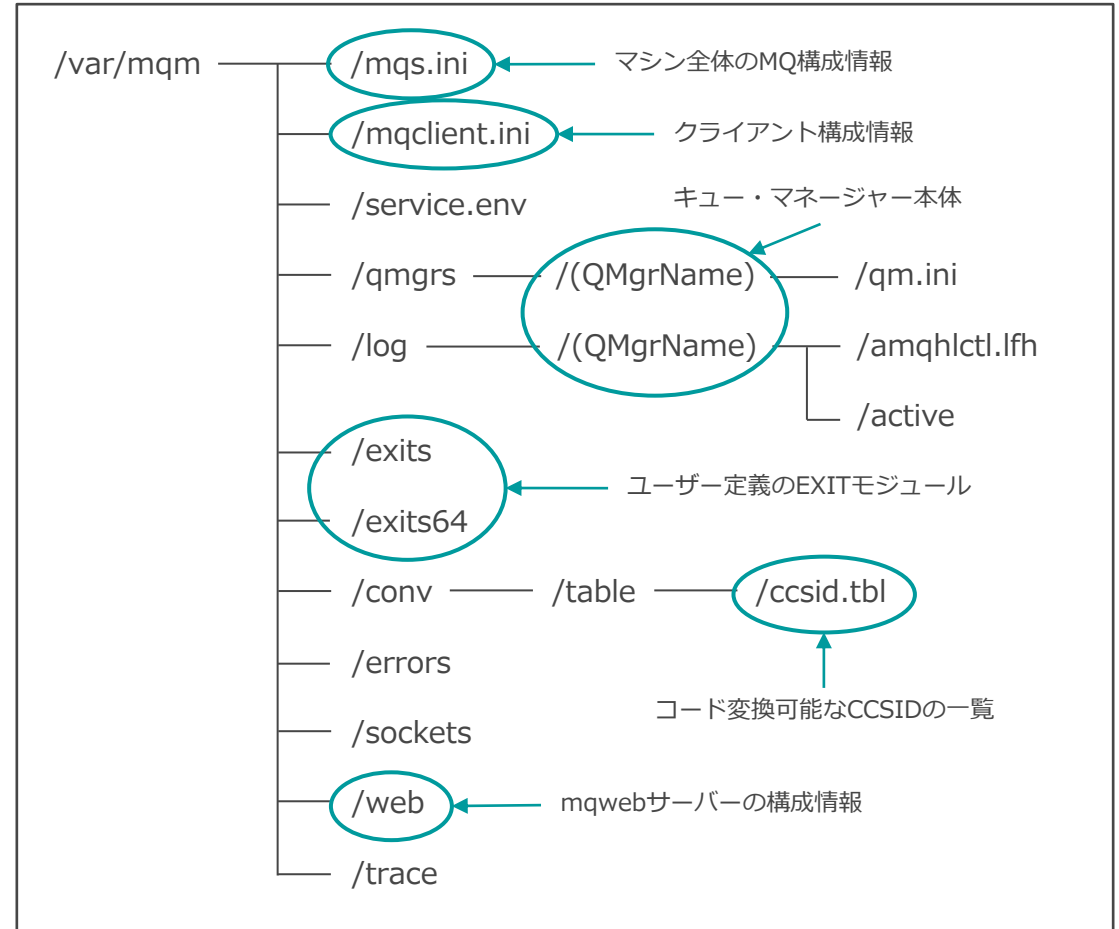 /var/mqm
/mqs.ini
マシン全体のMQ構成情報
/mqclient.ini
クライアント構成情報
/service.env
キュー・マネージャー本体
/qmgrs
/(QMgrName)
/qm.ini
/log
/(QMgrName)
/amqhlctl.lfh
/active
/exits
ユーザー定義のEXITモジュール
/exits64
/conv
/table
/ccsid.tbl
/errors
コード変換可能なCCSIDの一覧
/sockets
/web
mqwebサーバーの構成情報
/trace